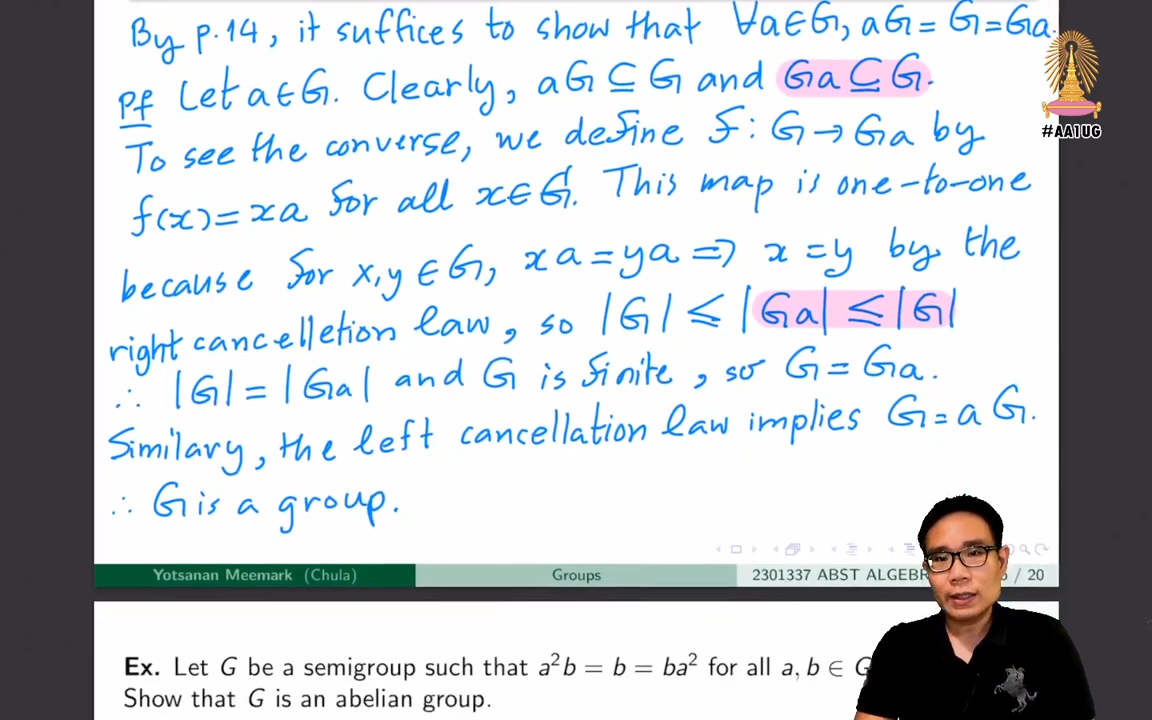 By p.14, it suffices to show that ∀a∈G, aG = G = Ga.
Pf Let a∈G. Clearly, aG ⊆ G and Ga ⊆ G.
#AA1UG
To see the converse, we define f : G → Ga by
f(x) = xa for all x∈G. This map is one-to-one
because for x,y ∈ G, xa = ya ⟹ x = y by the
right cancelletion law, so |G| ≤ |Ga| ≤ |G|
∴ |G| = |Ga| and G is finite, so G = Ga.
Similary, the left cancellation law implies G = aG.
∴ G is a group.
Yotsanan Meemark (Chula) Groups 2301337 ABST ALGEB / 20
Ex. Let G be a semigroup such that a²b = b = ba² for all a, b ∈ G
Show that G is an abelian group.